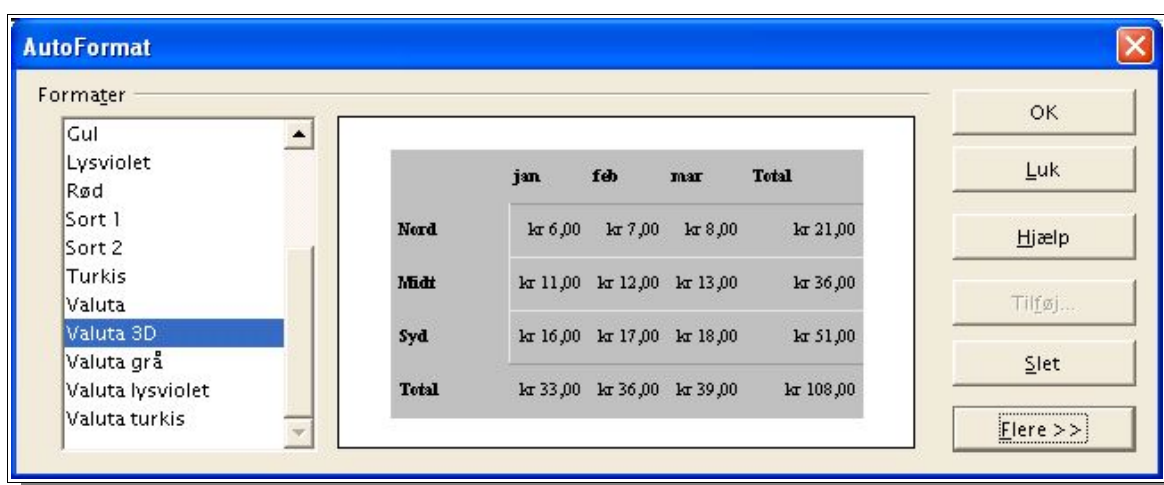 AutoFormat
Formater
Gul
Lysviolet
Rød
Sort 1
Sort 2
Turkis
Valuta
Valuta 3D
Valuta grå
Valuta lysviolet
Valuta turkis
jan feb mar Total
Nord kr 6,00 kr 7,00 kr 8,00 kr 21,00
Midt kr 11,00 kr 12,00 kr 13,00 kr 36,00
Syd kr 16,00 kr 17,00 kr 18,00 kr 51,00
Total kr 33,00 kr 36,00 kr 39,00 kr 108,00
OK
Luk
Hjælp
Tilføj...
Slet
Flere >>